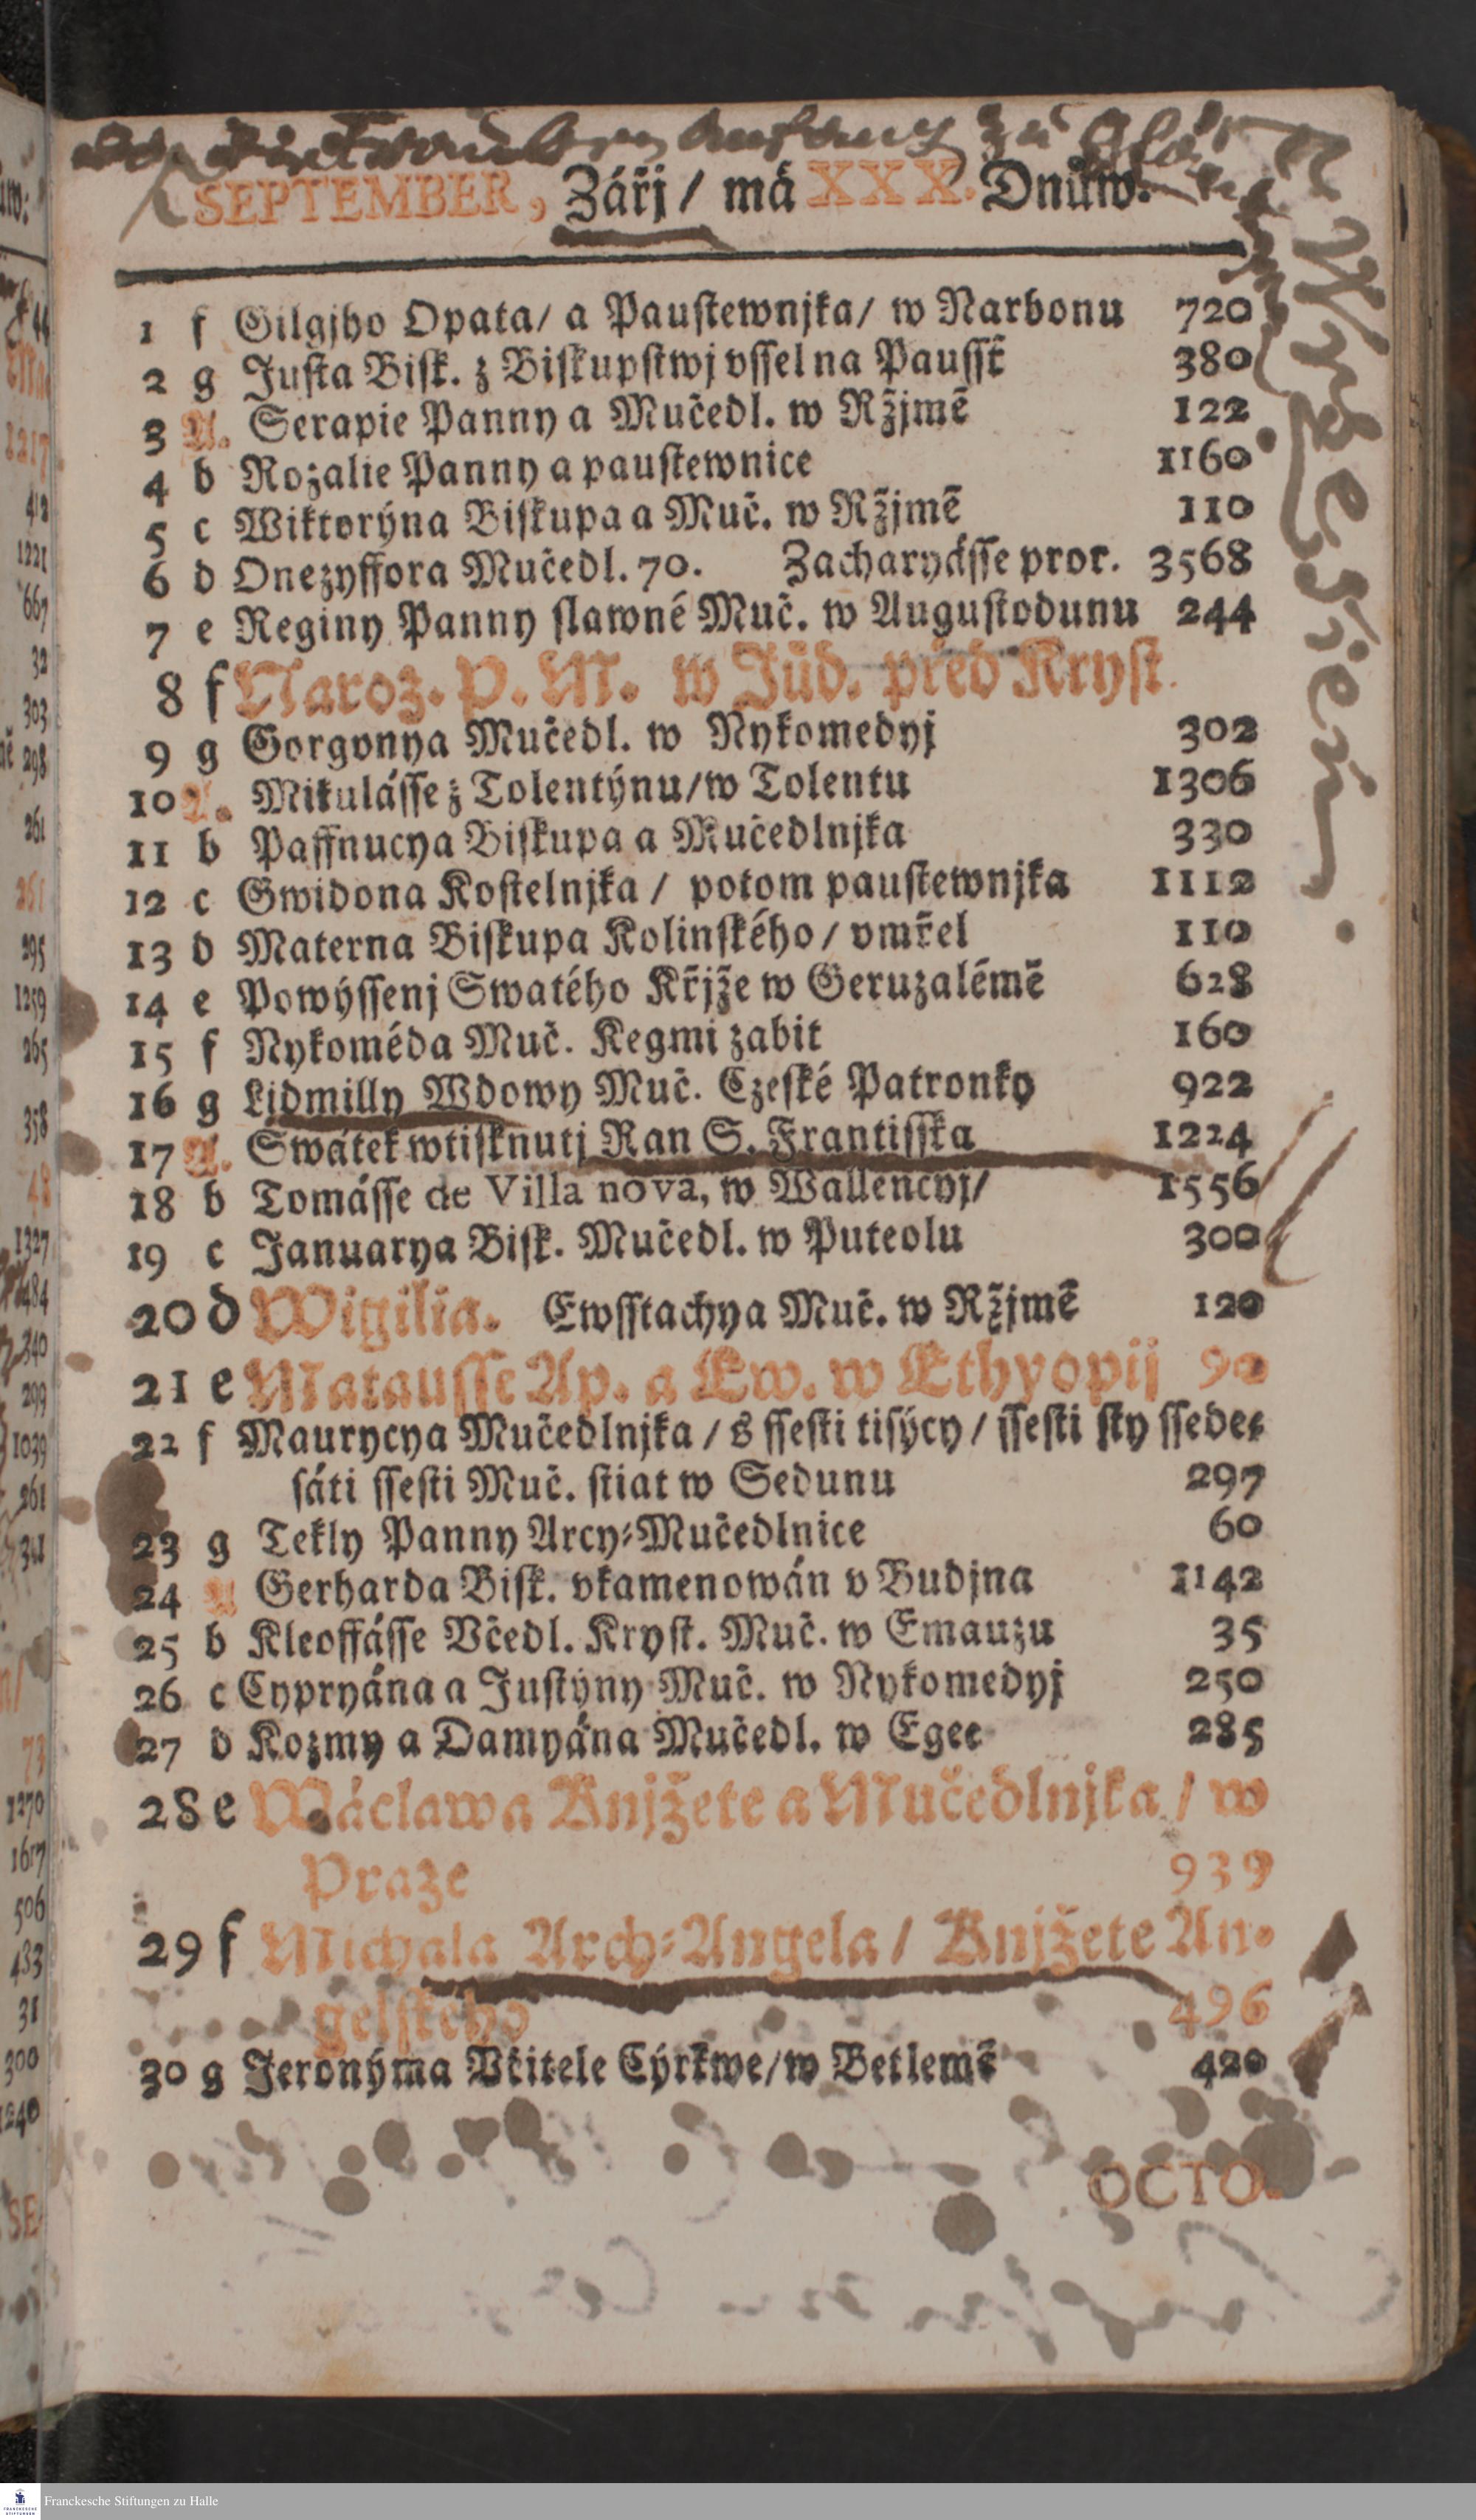 SEPTEMBER, Zářj / má XXX. Dnůw.
1 f Gilgjho Opata/ a Paustewnjka/ w Narbonu 720
2 g Justa Bisk. z Biskupstwj vssel na Paussť 380
3 A. Serapie Panny a Mučedl. w Ržjmě 122
4 b Rozalie Panny a paustewnice 1160
5 c Wiktorýna Biskupa a Muč. w Ržjmě 110
6 d Onezyffora Mučedl. 70. Zacharyásse pror. 3568
7 e Reginy Panny slawné Muč. w Augustodunu 244
8 f Naroz. P. M. w Jůd. před Kryst.
9 g Gorgonya Mučedl. w Nykomedyj 302
10 A. Mikulásse z Tolentýnu/w Tolentu 1306
11 b Paffnucya Biskupa a Mučedlnjka 330
12 c Gwidona Kostelnjka / potom paustewnjka 1112
13 d Materna Biskupa Kolinského / vmřel 110
14 e Powýssenj Swatého Křjže w Geruzalémě 628
15 f Nykoméda Muč. Kegmi zabit 160
16 g Lidmilly Wdowy Muč. Czeské Patronky 922
17 A. Swátek wtisknutj Ran S. Frantisska 1224
18 b Tomásse de Villa nova, w Wallencyj/ 1556
19 c Januarya Bisk. Mučedl. w Puteolu 300
20 d Wigilia. Ewsstachya Muč. w Ržjmě 120
21 e Matausse Ap. a Ew. w Ethyopij 90
22 f Maurycya Mučedlnjka / s ssesti tisýcy / ssesti sty ssede⸗
sáti ssesti Muč. stiat w Sedunu 297
23 g Tekly Panny Arcy⸗Mučedlnice 60
24 A Gerharda Bisk. vkamenowán v Budjna 1142
25 b Kleoffásse Včedl. Kryst. Muč. w Emauzu 35
26 c Cypryána a Justýny Muč. w Nykomedyj 250
27 d Kozmy a Damyána Mučedl. w Egee 285
28 e Wáclawa Knjžete a Mučedlnjka / w
Praze 939
29 f Michala Arch⸗Angela / Knjžete An⸗
gelského 496
30 g Jeronýma Včitele Cýrkwe/w Betlemě 420
OCTO⸗
Franckesche Stiftungen zu Halle